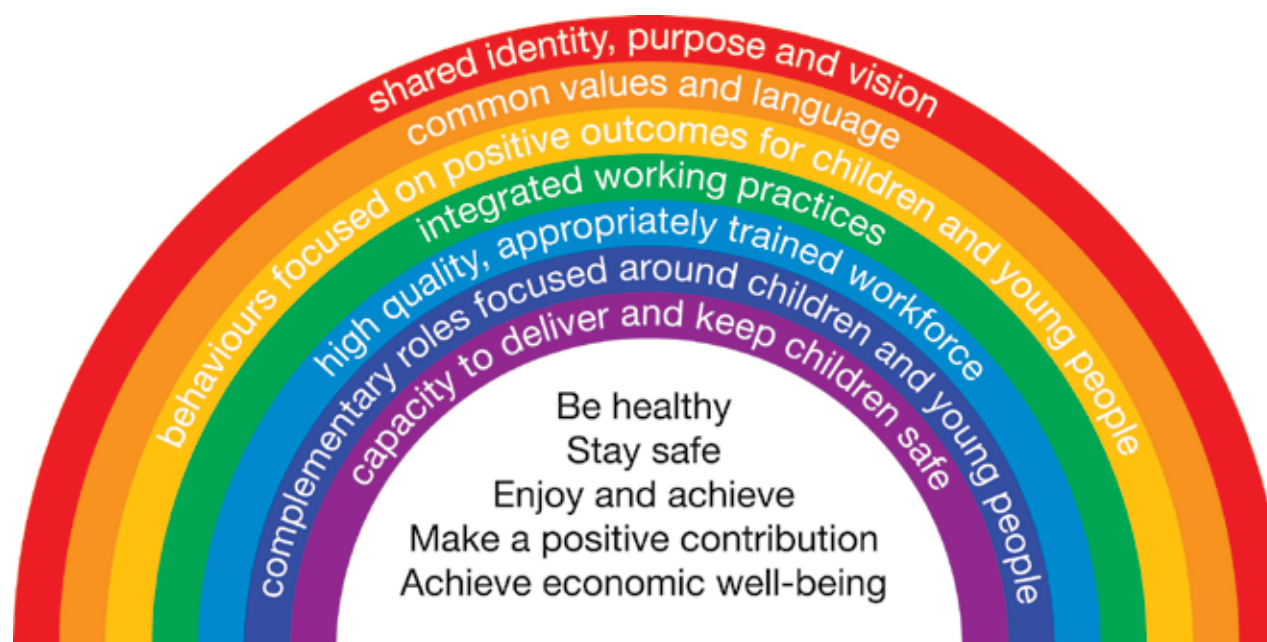 shared identity, purpose and vision
common values and language
behaviours focused on positive outcomes for children and young people
integrated working practices
high quality, appropriately trained workforce
complementary roles focused around children and young people
capacity to deliver and keep children safe
Be healthy
Stay safe
Enjoy and achieve
Make a positive contribution
Achieve economic well-being